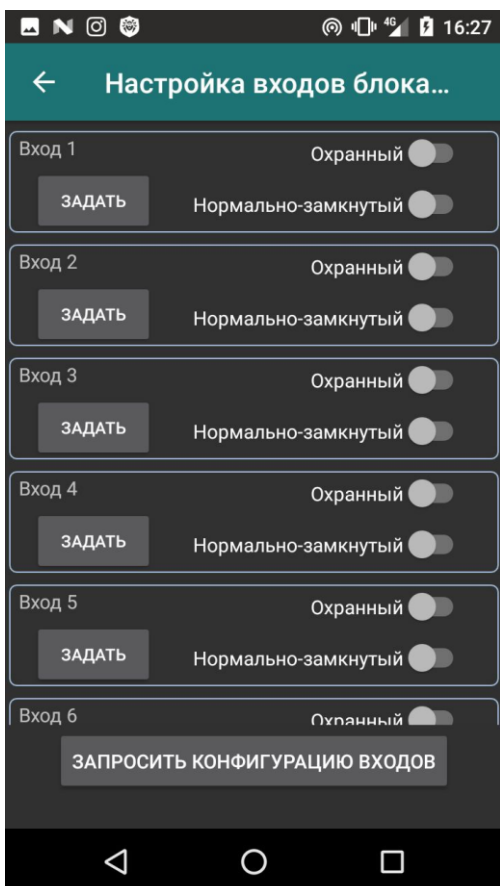 4G 16:27
Настройка входов блока...
Вход 1
Охранный
ЗАДАТЬ
Нормально-замкнутый
Вход 2
Охранный
ЗАДАТЬ
Нормально-замкнутый
Вход 3
Охранный
ЗАДАТЬ
Нормально-замкнутый
Вход 4
Охранный
ЗАДАТЬ
Нормально-замкнутый
Вход 5
Охранный
ЗАДАТЬ
Нормально-замкнутый
Вход 6
Охранный
ЗАПРОСИТЬ КОНФИГУРАЦИЮ ВХОДОВ